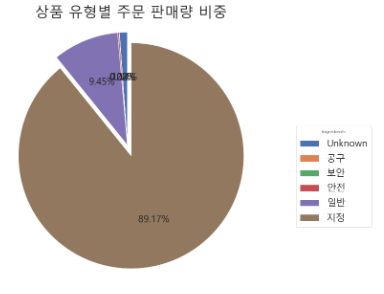 상품 유형별 주문 판매량 비중
9.45%
89.17%
Unknown
공구
보안
안전
일반
지정